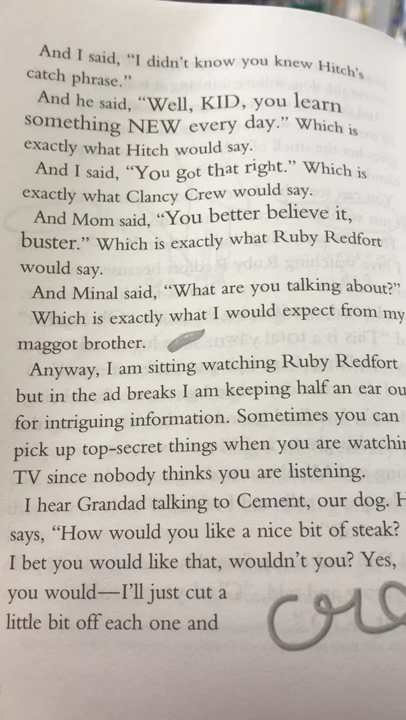 And I said, “I didn’t know you knew Hitch’s
catch phrase.”
And he said, “Well, KID, you learn
something NEW every day.” Which is
exactly what Hitch would say.
And I said, “You got that right.” Which is
exactly what Clancy Crew would say.
And Mom said, “You better believe it,
buster.” Which is exactly what Ruby Redfort
would say.
And Minal said, “What are you talking about?”
Which is exactly what I would expect from my
maggot brother.
Anyway, I am sitting watching Ruby Redfort
but in the ad breaks I am keeping half an ear
for intriguing information. Sometimes you can
pick up top-secret things when you are
TV since nobody thinks you are listening.
I hear Grandad talking to Cement, our dog.
says, “How would you like a nice bit of steak?
I bet you would like that, wouldn’t you? Yes,
you would—I’ll just cut a
little bit off each one and